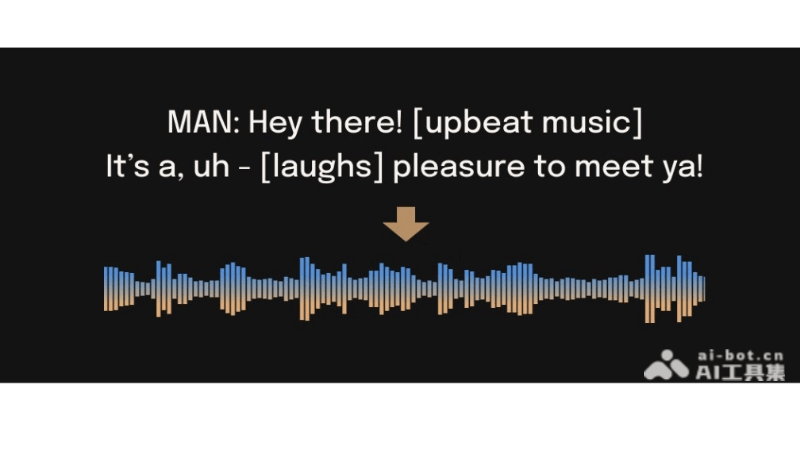 MAN: Hey there! [upbeat music]
It’s a, uh - [laughs] pleasure to meet ya!
ai-bot.cn
AI工具集